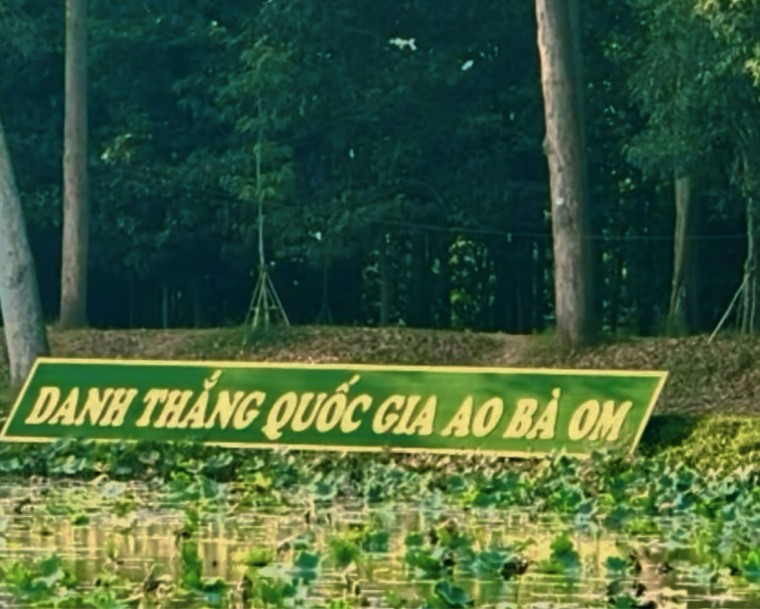 DANH THẮNG QUỐC GIA AO BÀ OM